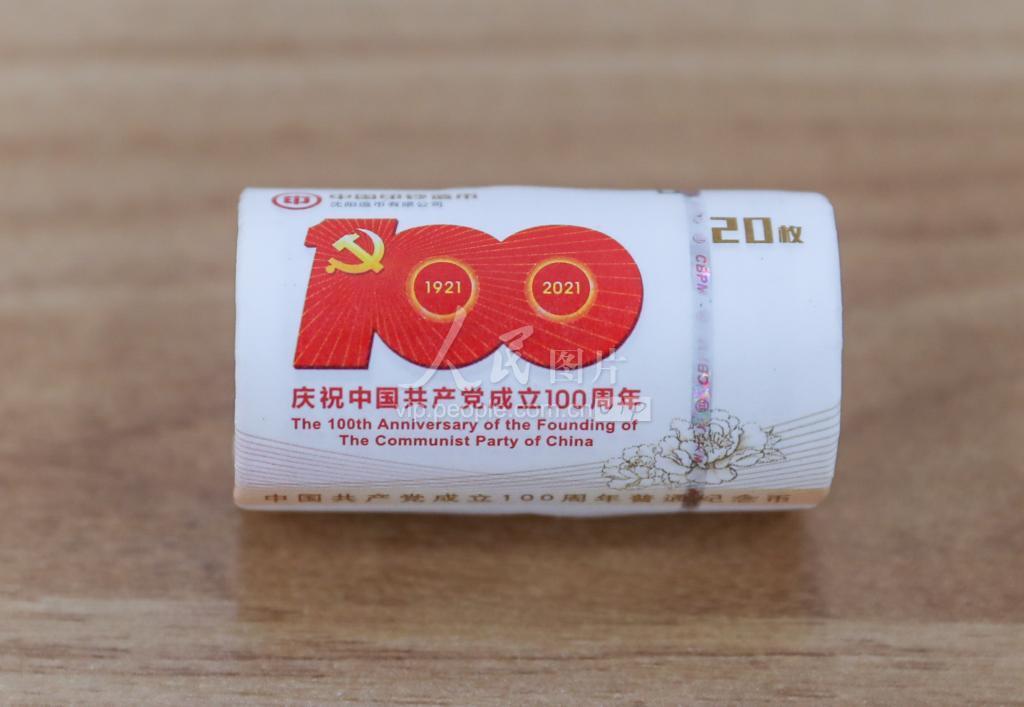 中国印钞造币
沈阳造币有限公司
20枚
100
1921
2021
CBPM
庆祝中国共产党成立100周年
The 100th Anniversary of the Founding of
The Communist Party of China
人民图片
vip.people.com.cn
VIP
中国共产党成立100周年普通纪念币